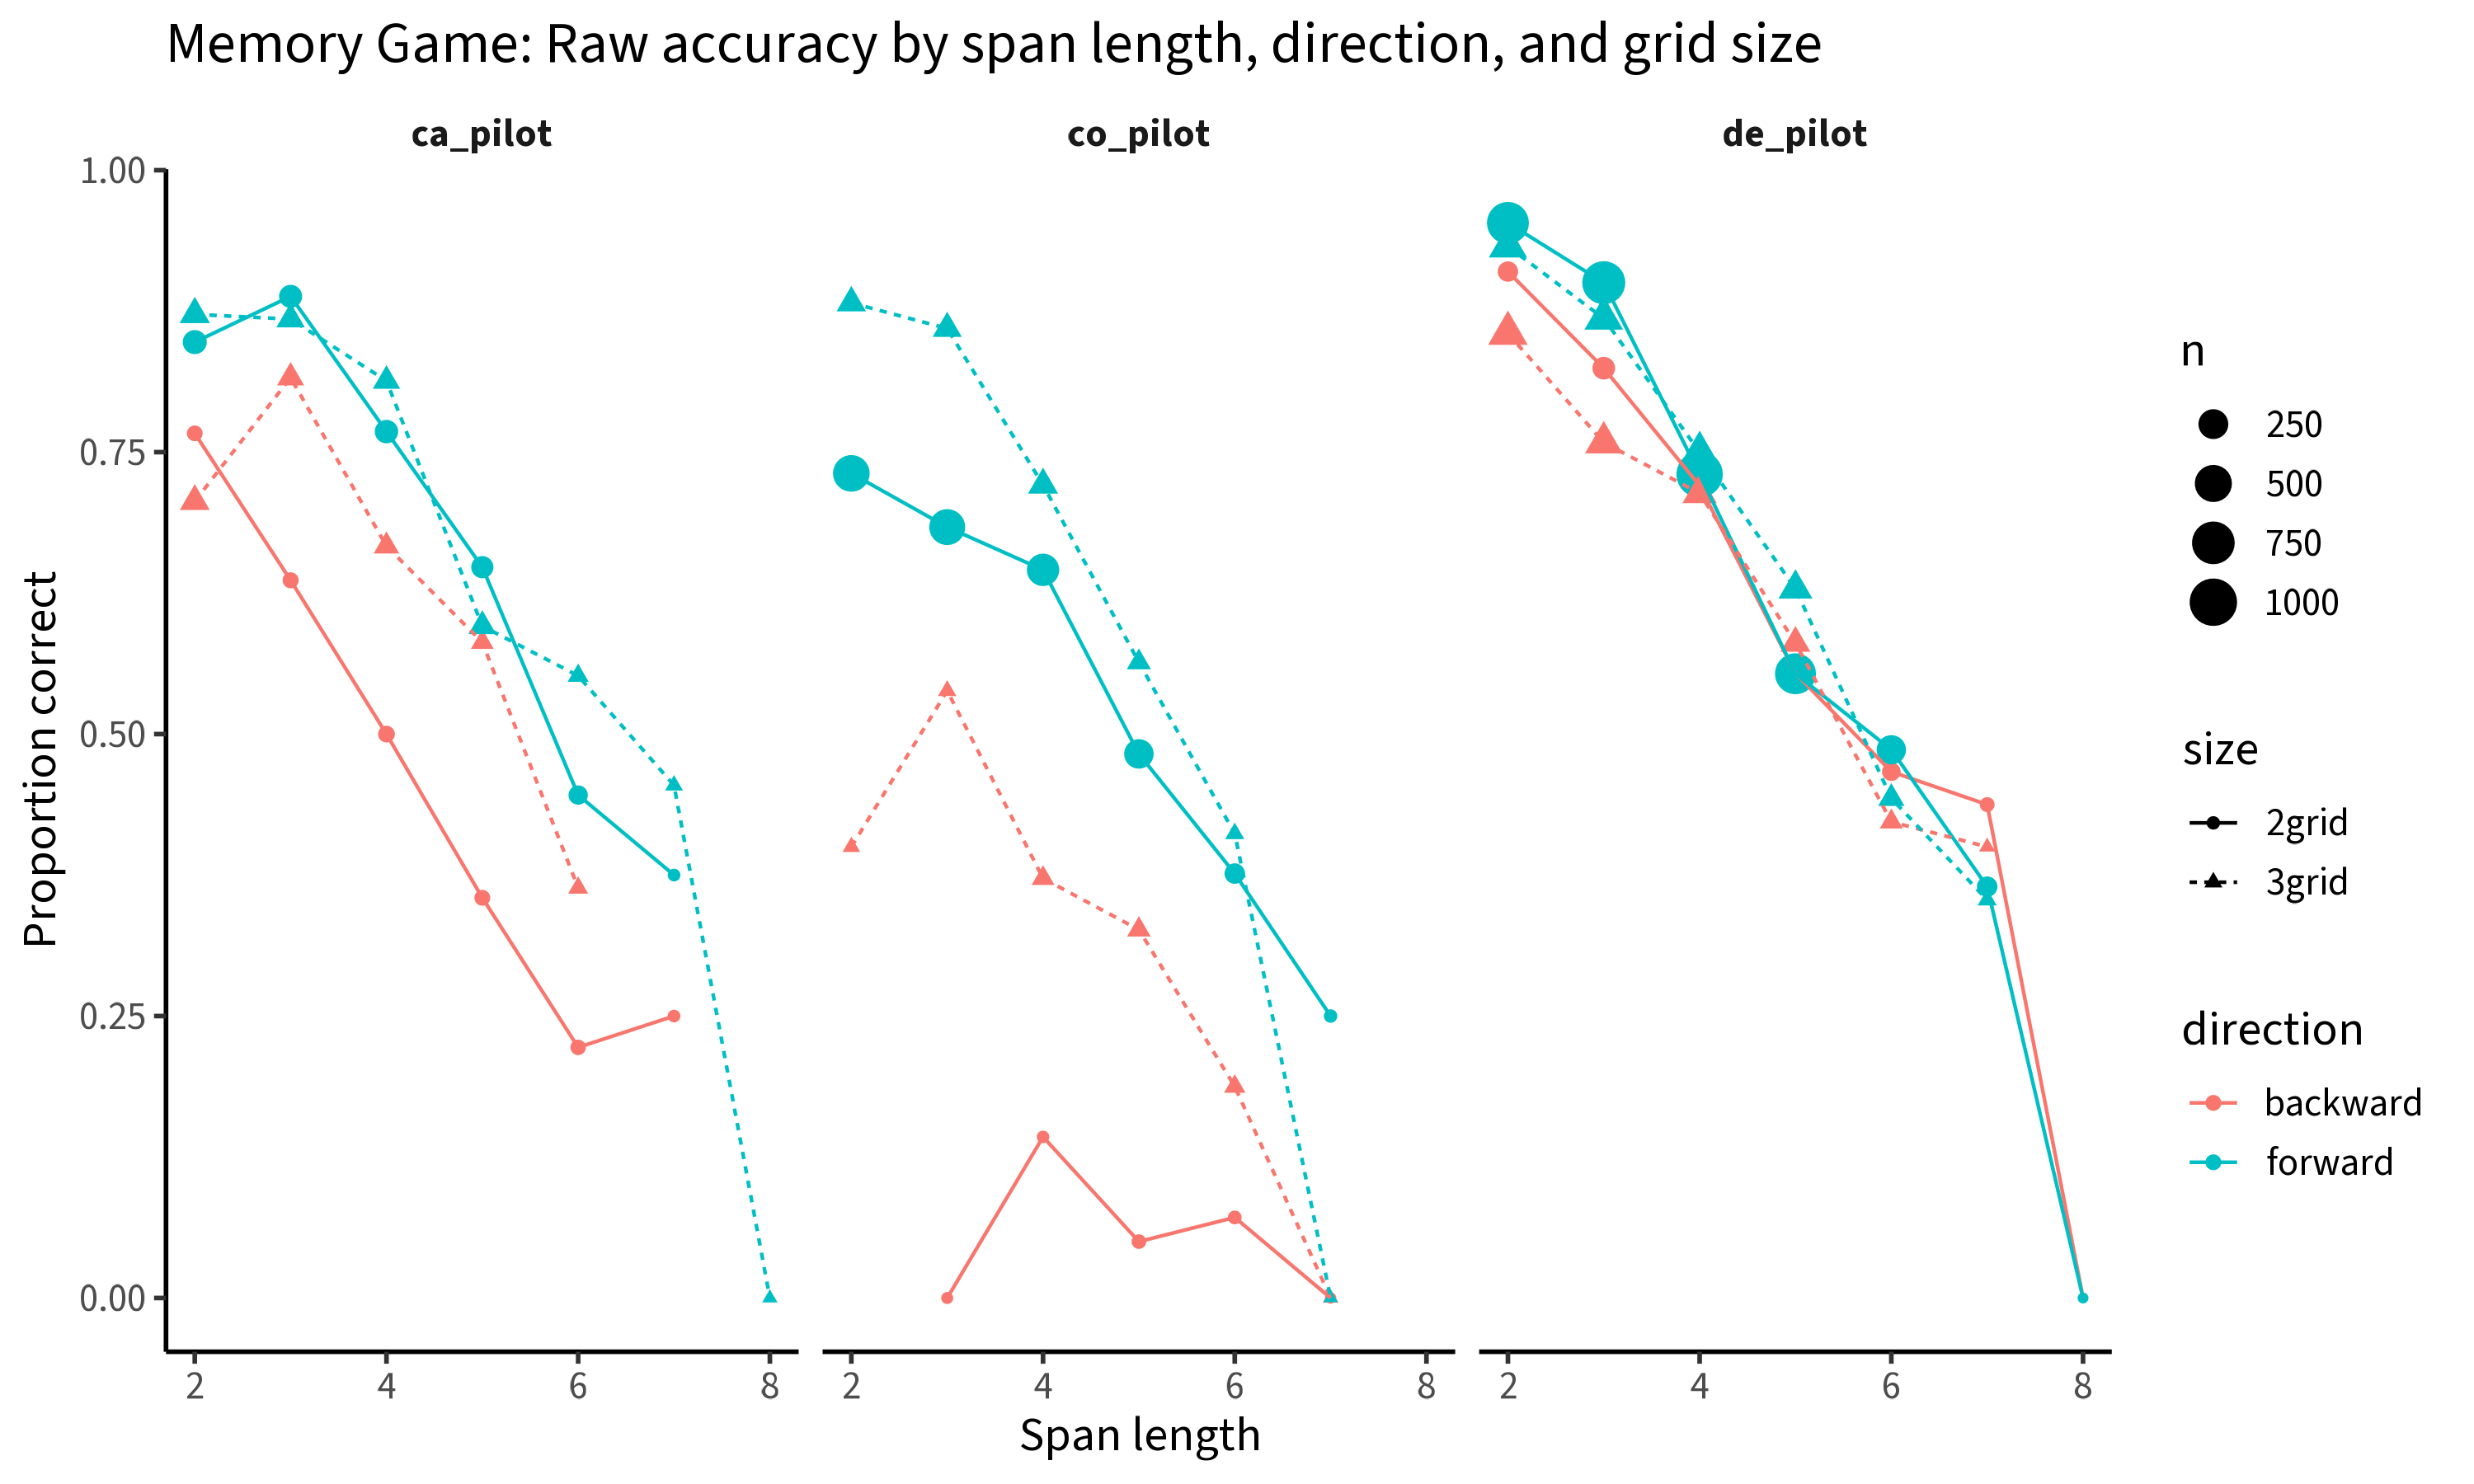 Memory Game: Raw accuracy by span length, direction, and grid size
ca_pilot
co_pilot
de_pilot
1.00
0.75
0.50
0.25
0.00
Proportion correct
2 4 6 8
2 4 6 8
2 4 6 8
Span length
n
250
500
750
1000
size
2grid
3grid
direction
backward
forward